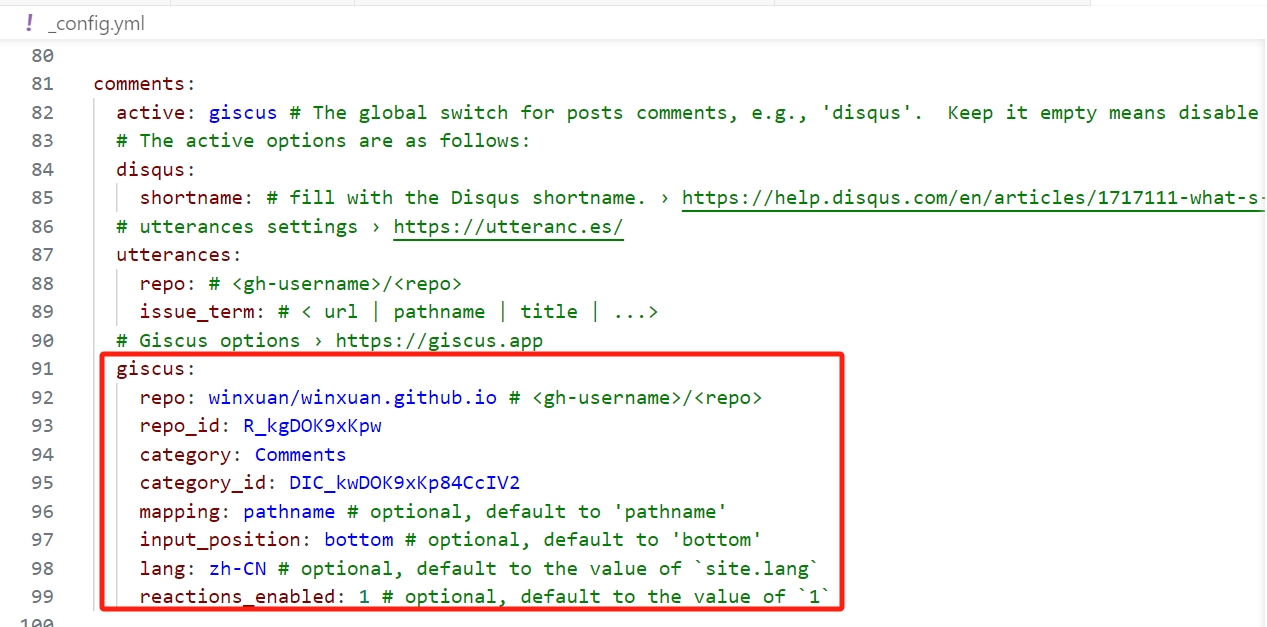 ! _config.yml
80
81 comments:
82 active: giscus # The global switch for posts comments, e.g., 'disqus'. Keep it empty means disable
83 # The active options are as follows:
84 disqus:
85 shortname: # fill with the Disqus shortname. › https://help.disqus.com/en/articles/1717111-what-s-
86 # utterances settings › https://utteranc.es/
87 utterances:
88 repo: # <gh-username>/<repo>
89 issue_term: # < url | pathname | title | ...>
90 # Giscus options › https://giscus.app
91 giscus:
92 repo: winxuan/winxuan.github.io # <gh-username>/<repo>
93 repo_id: R_kgDOK9xKpw
94 category: Comments
95 category_id: DIC_kwDOK9xKp84CcIV2
96 mapping: pathname # optional, default to 'pathname'
97 input_position: bottom # optional, default to 'bottom'
98 lang: zh-CN # optional, default to the value of `site.lang`
99 reactions_enabled: 1 # optional, default to the value of `1`
100